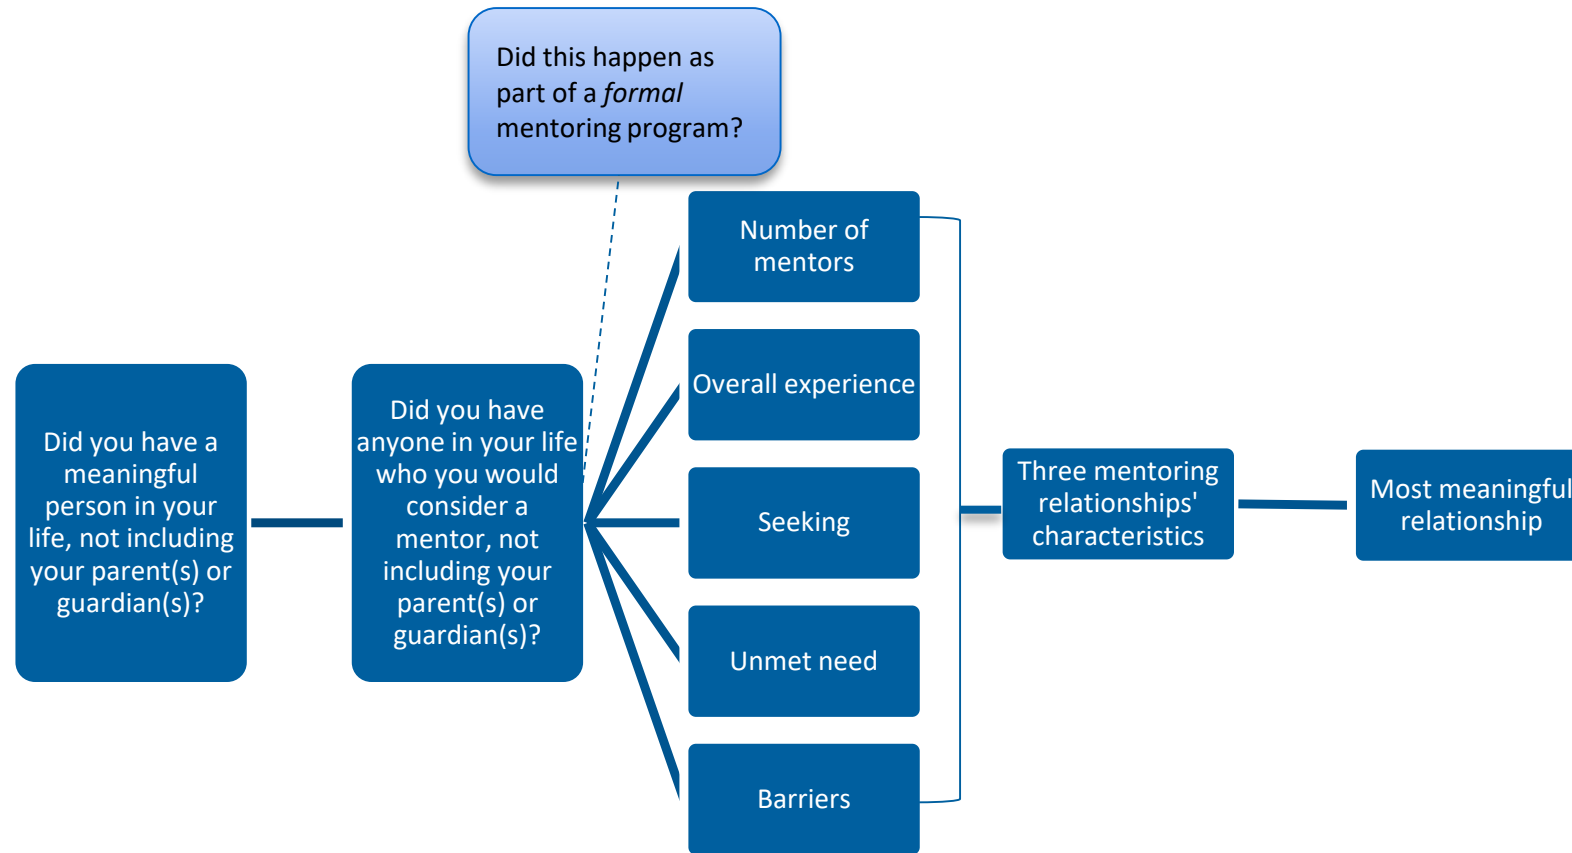 Did this happen as
part of a formal
mentoring program?
Did you have a
meaningful
person in your
life, not including
your parent(s) or
guardian(s)?
Did you have
anyone in your life
who you would
consider a
mentor, not
including your
parent(s) or
guardian(s)?
Number of
mentors
Overall experience
Seeking
Unmet need
Barriers
Three mentoring
relationships'
characteristics
Most meaningful
relationship